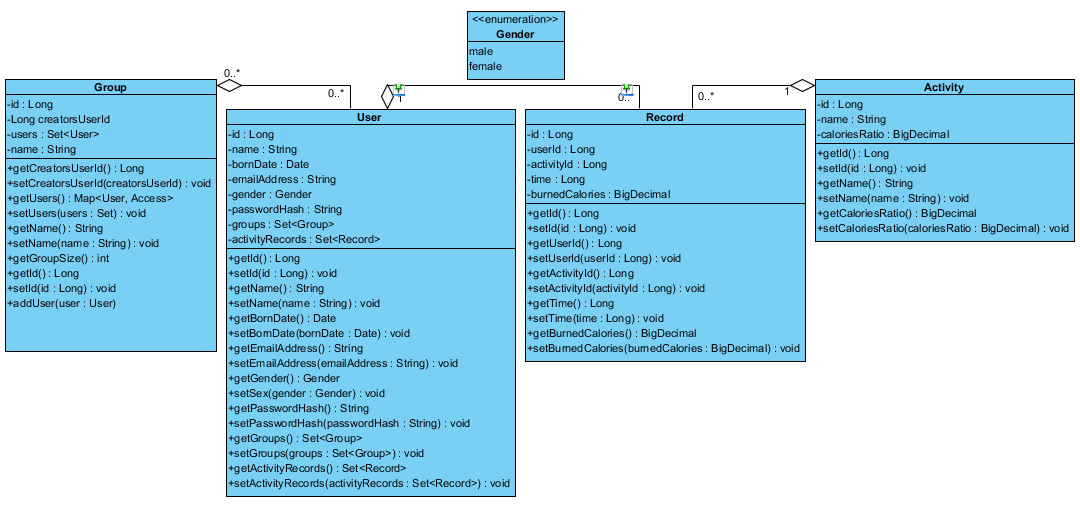 <<enumeration>>
Gender
male
female
0..*
0..*
1
0..
0..*
1
Group
-id : Long
-Long creatorsUserId
-users : Set<User>
-name : String
+getCreatorsUserId() : Long
+setCreatorsUserId(creatorsUserId) : void
+getUsers() : Map<User, Access>
+setUsers(users : Set) : void
+getName() : String
+setName(name : String) : void
+getGroupSize() : int
+getId() : Long
+setId(id : Long) : void
+addUser(user : User)
User
-id : Long
-name : String
-bornDate : Date
-emailAddress : String
-gender : Gender
-passwordHash : String
-groups : Set<Group>
-activityRecords : Set<Record>
+getId() : Long
+setId(id : Long) : void
+getName() : String
+setName(name : String) : void
+getBornDate() : Date
+setBornDate(bornDate : Date) : void
+getEmailAddress() : String
+setEmailAddress(emailAddress : String) : void
+getGender() : Gender
+setSex(gender : Gender) : void
+getPasswordHash() : String
+setPasswordHash(passwordHash : String) : void
+getGroups() : Set<Group>
+setGroups(groups : Set<Group>) : void
+getActivityRecords() : Set<Record>
+setActivityRecords(activityRecords : Set<Record>) : void
Record
-id : Long
-userId : Long
-activityId : Long
-time : Long
-burnedCalories : BigDecimal
+getId() : Long
+setId(id : Long) : void
+getUserId() : Long
+setUserId(userId : Long) : void
+getActivityId() : Long
+setActivityId(activityId : Long) : void
+getTime() : Long
+setTime(time : Long) : void
+getBurnedCalories() : BigDecimal
+setBurnedCalories(burnedCalories : BigDecimal) : void
Activity
-id : Long
-name : String
-caloriesRatio : BigDecimal
+getId() : Long
+setId(id : Long) : void
+getName() : String
+setName(name : String) : void
+getCaloriesRatio() : BigDecimal
+setCaloriesRatio(caloriesRatio : BigDecimal) : void